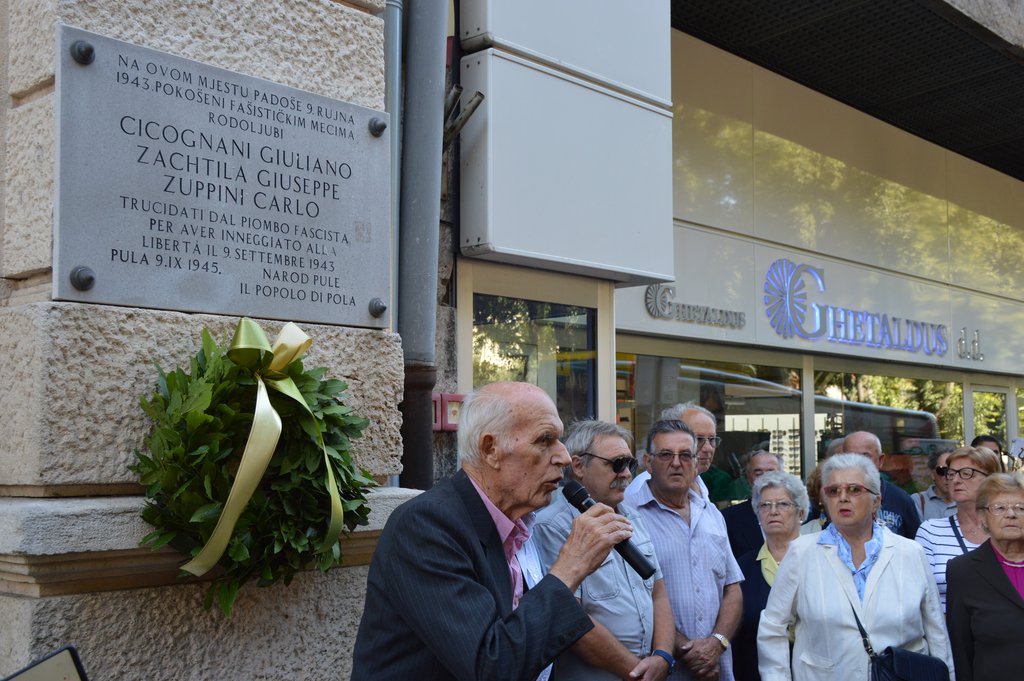 NA OVOM MJESTU PADOŠE 9. RUJNA
1943. POKOŠENI FAŠISTIČKIM MECIMA
RODOLJUBI
CICOGNANI GIULIANO
ZACHTILA GIUSEPPE
ZUPPINI CARLO
TRUCIDATI DAL PIOMBO FASCISTA
PER AVER INNEGGIATO ALLA
LIBERTÀ IL 9. SETTEMBRE 1943
PULA 9.IX 1945. NAROD PULE
IL POPOLO DI POLA
GHETALDUS
GHETALDUS d.d.